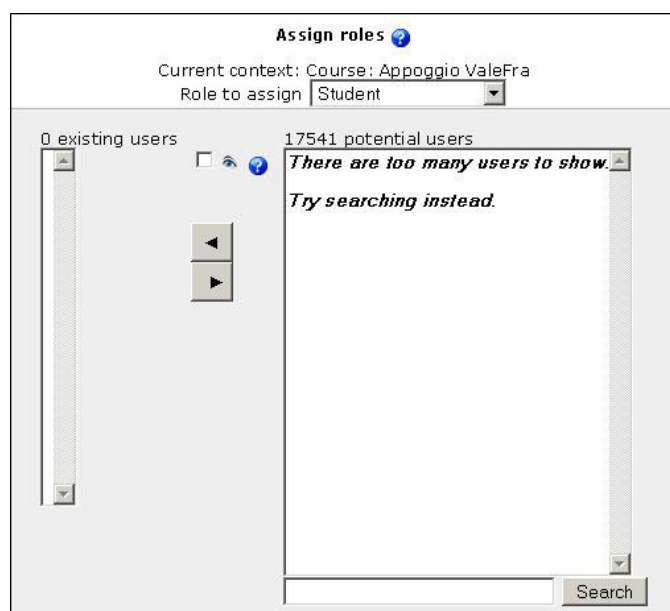 Assign roles
Current context: Course: Appoggio ValeFra
Role to assign Student
0 existing users
17541 potential users
There are too many users to show.
Try searching instead.
Search